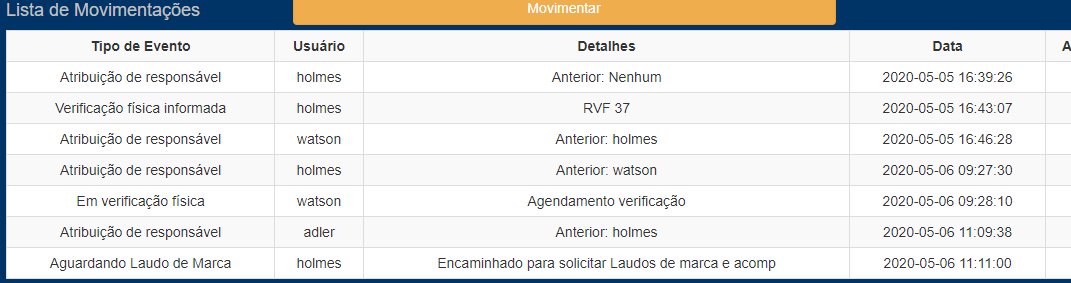 Lista de Movimentações
Movimentar
Tipo de Evento Usuário Detalhes Data A
Atribuição de responsável holmes Anterior: Nenhum 2020-05-05 16:39:26
Verificação física informada holmes RVF 37 2020-05-05 16:43:07
Atribuição de responsável watson Anterior: holmes 2020-05-05 16:46:28
Atribuição de responsável holmes Anterior: watson 2020-05-06 09:27:30
Em verificação física watson Agendamento verificação 2020-05-06 09:28:10
Atribuição de responsável adler Anterior: holmes 2020-05-06 11:09:38
Aguardando Laudo de Marca holmes Encaminhado para solicitar Laudos de marca e acomp 2020-05-06 11:11:00